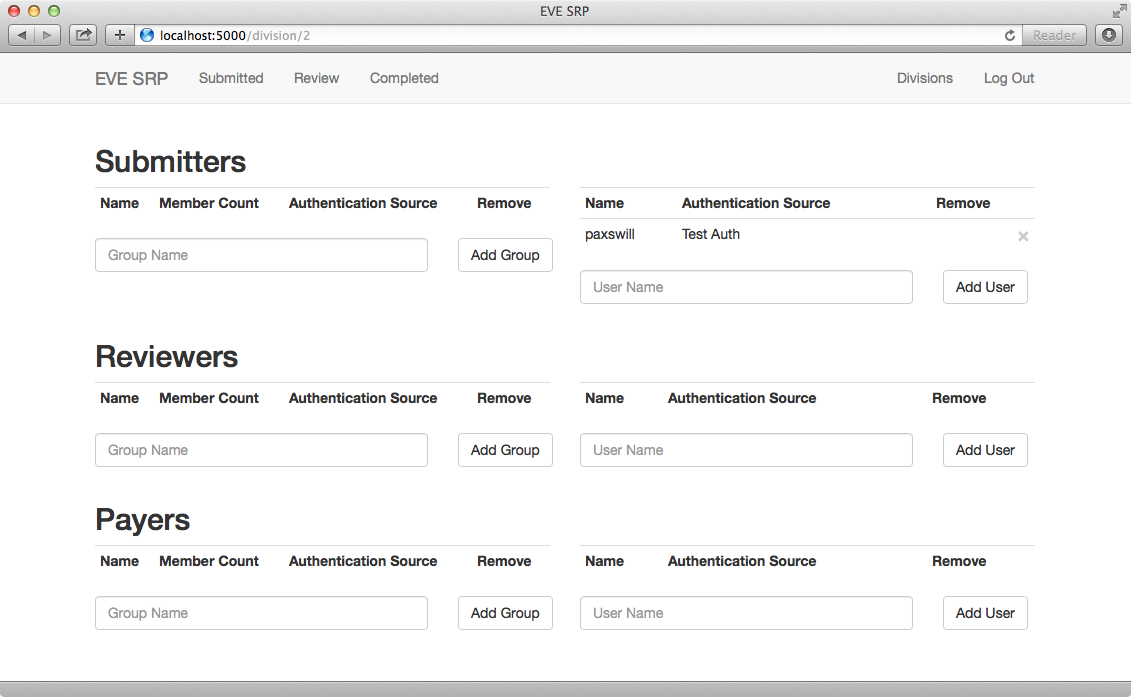 EVE SRP
localhost:5000/division/2
Reader
EVE SRP Submitted Review Completed Divisions Log Out
Submitters
Name Member Count Authentication Source Remove
Group Name Add Group
Name Authentication Source Remove
paxswill Test Auth ×
User Name Add User
Reviewers
Name Member Count Authentication Source Remove
Group Name Add Group
Name Authentication Source Remove
User Name Add User
Payers
Name Member Count Authentication Source Remove
Group Name Add Group
Name Authentication Source Remove
User Name Add User